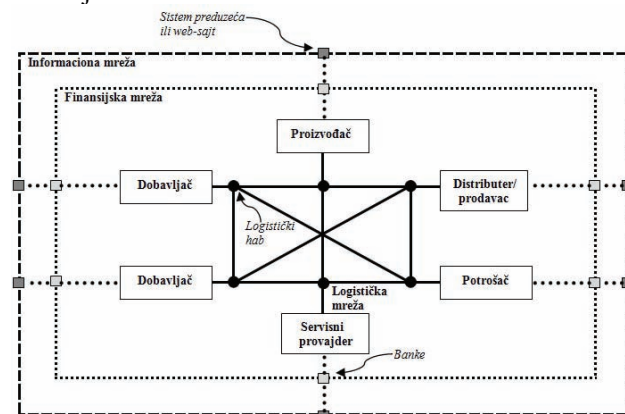 Sistem preduzeća
ili web-sajt
Informaciona mreža
Finansijska mreža
Proizvođač
Dobavljač
Distributer/
prodavac
Logistički
hab
Dobavljač
Potrošač
Logistička
mreža
Servisni
provajder
Banke